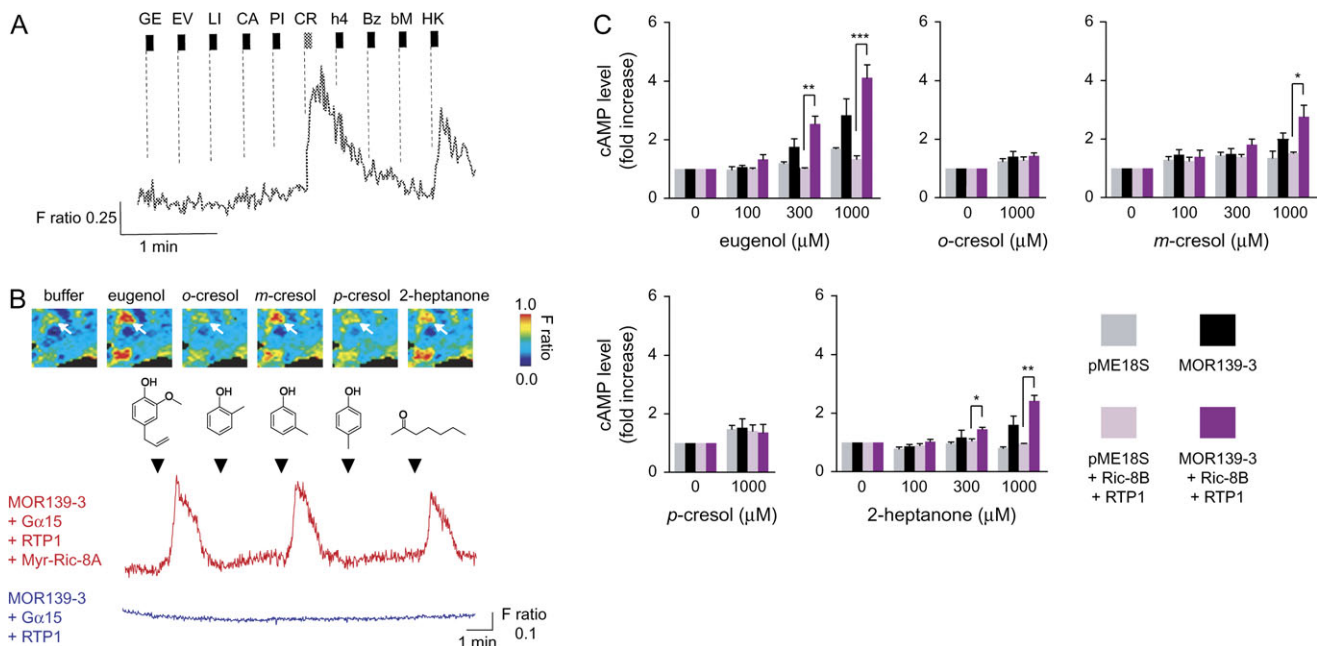 A
GE EV LI CA PI CR h4 Bz bM HK
F ratio 0.25
1 min
B
buffer eugenol o-cresol m-cresol p-cresol 2-heptanone
1.0
F ratio
0.0
OH
O
OH
OH
OH
O
MOR139-3
+ Gα15
+ RTP1
+ Myr-Ric-8A
MOR139-3
+ Gα15
+ RTP1
F ratio
0.1
1 min
C
cAMP level
(fold increase)
6
4
2
0
**
***
0 100 300 1000
eugenol (μM)
6
4
2
0
0 1000
o-cresol (μM)
6
4
2
0
*
0 100 300 1000
m-cresol (μM)
cAMP level
(fold increase)
6
4
2
0
0 1000
p-cresol (μM)
6
4
2
0
*
**
0 100 300 1000
2-heptanone (μM)
pME18S
MOR139-3
pME18S
+ Ric-8B
+ RTP1
MOR139-3
+ Ric-8B
+ RTP1